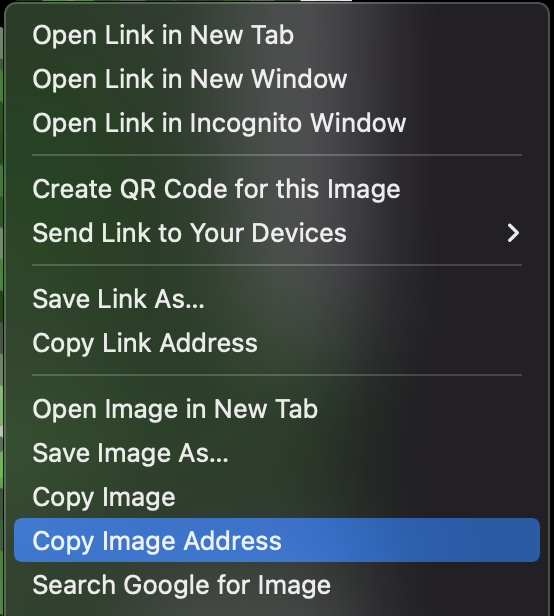 Open Link in New Tab
Open Link in New Window
Open Link in Incognito Window
Create QR Code for this Image
Send Link to Your Devices
Save Link As...
Copy Link Address
Open Image in New Tab
Save Image As...
Copy Image
Copy Image Address
Search Google for Image